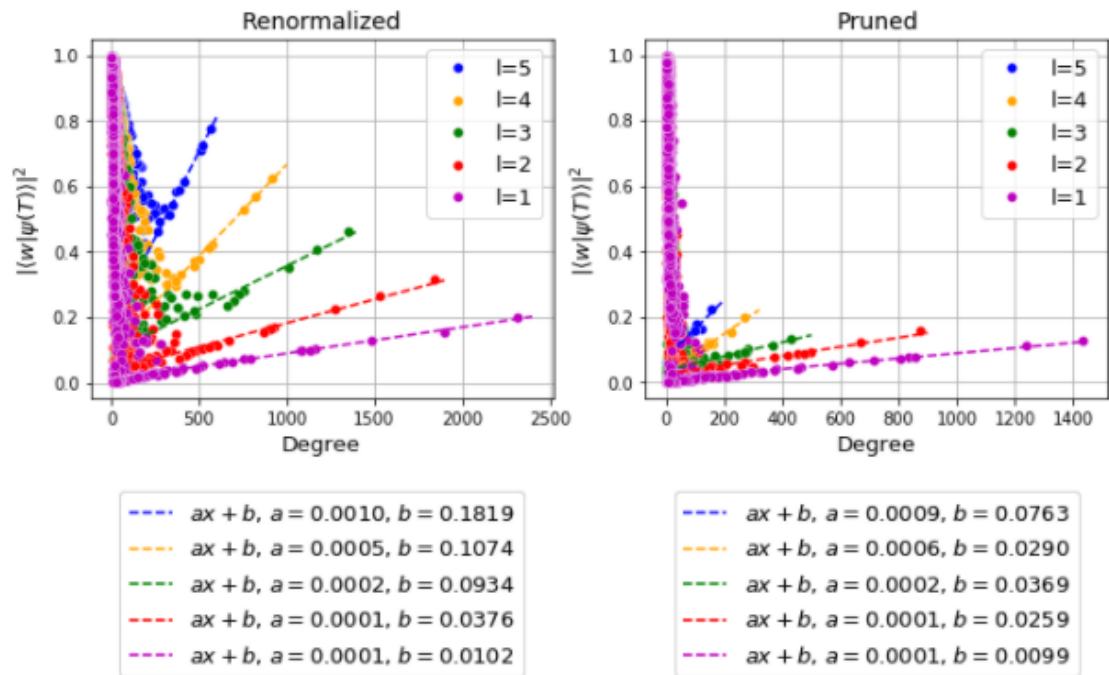 Renormalized
|⟨w|ψ(T)⟩|²
1.0
0.8
0.6
0.4
0.2
0.0
l=5
l=4
l=3
l=2
l=1
0 500 1000 1500 2000 2500
Degree
ax + b, a = 0.0010, b = 0.1819
ax + b, a = 0.0005, b = 0.1074
ax + b, a = 0.0002, b = 0.0934
ax + b, a = 0.0001, b = 0.0376
ax + b, a = 0.0001, b = 0.0102
Pruned
|⟨w|ψ(T)⟩|²
1.0
0.8
0.6
0.4
0.2
0.0
l=5
l=4
l=3
l=2
l=1
0 200 400 600 800 1000 1200 1400
Degree
ax + b, a = 0.0009, b = 0.0763
ax + b, a = 0.0006, b = 0.0290
ax + b, a = 0.0002, b = 0.0369
ax + b, a = 0.0001, b = 0.0259
ax + b, a = 0.0001, b = 0.0099